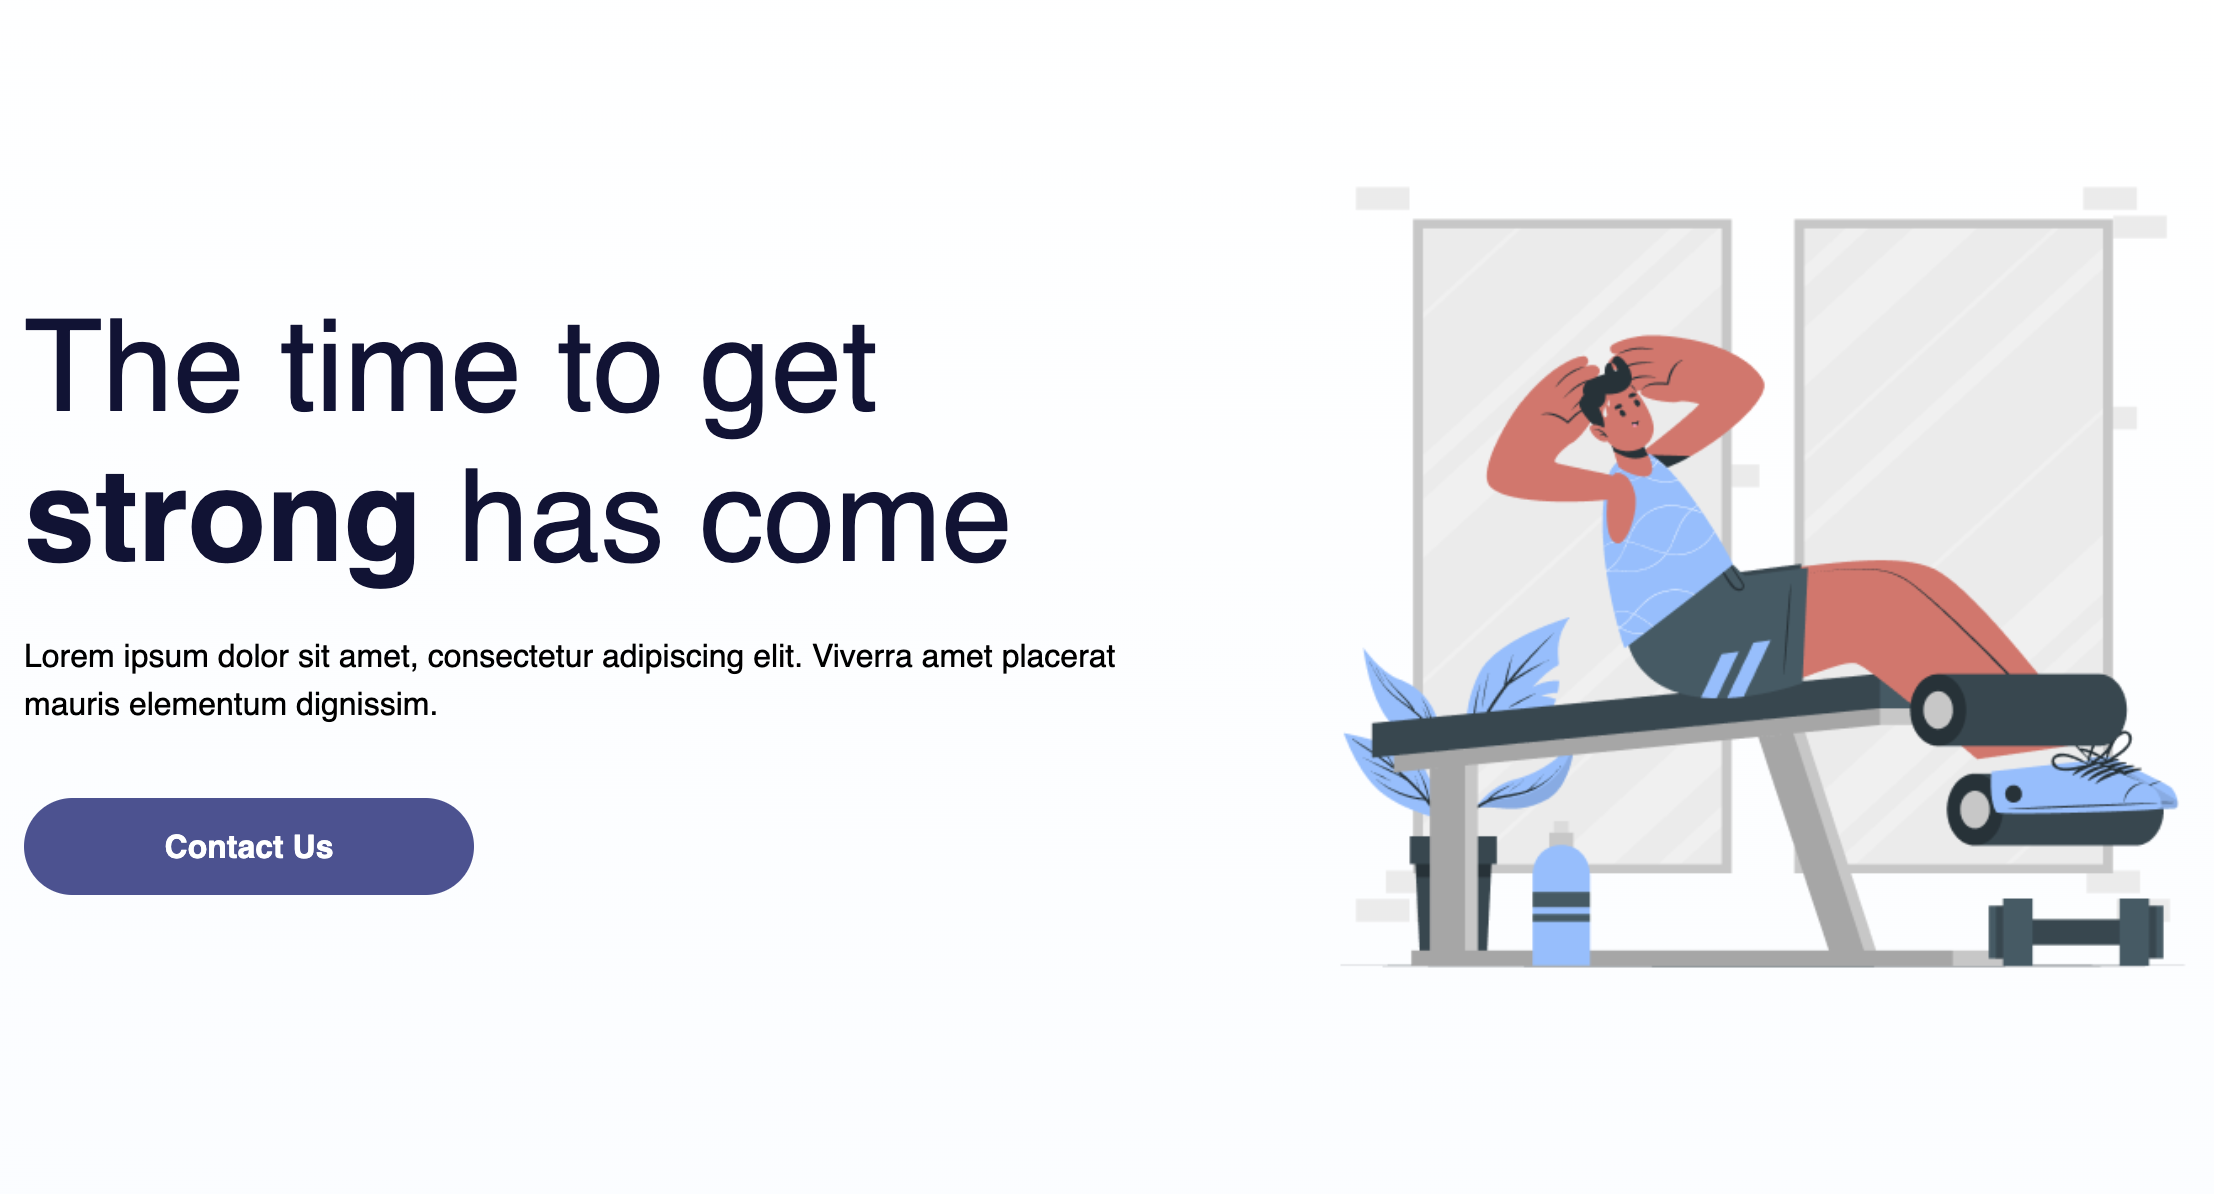 The time to get
strong has come
Lorem ipsum dolor sit amet, consectetur adipiscing elit. Viverra amet placerat
mauris elementum dignissim.
Contact Us